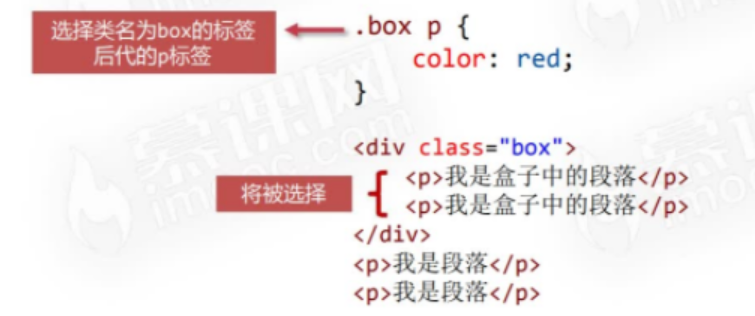 选择类名为box的标签
后代的p标签
.box p {
color: red;
}
<div class="box">
将被选择
<p>我是盒子中的段落</p>
<p>我是盒子中的段落</p>
</div>
<p>我是段落</p>
<p>我是段落</p>
慕课网
imooc.com